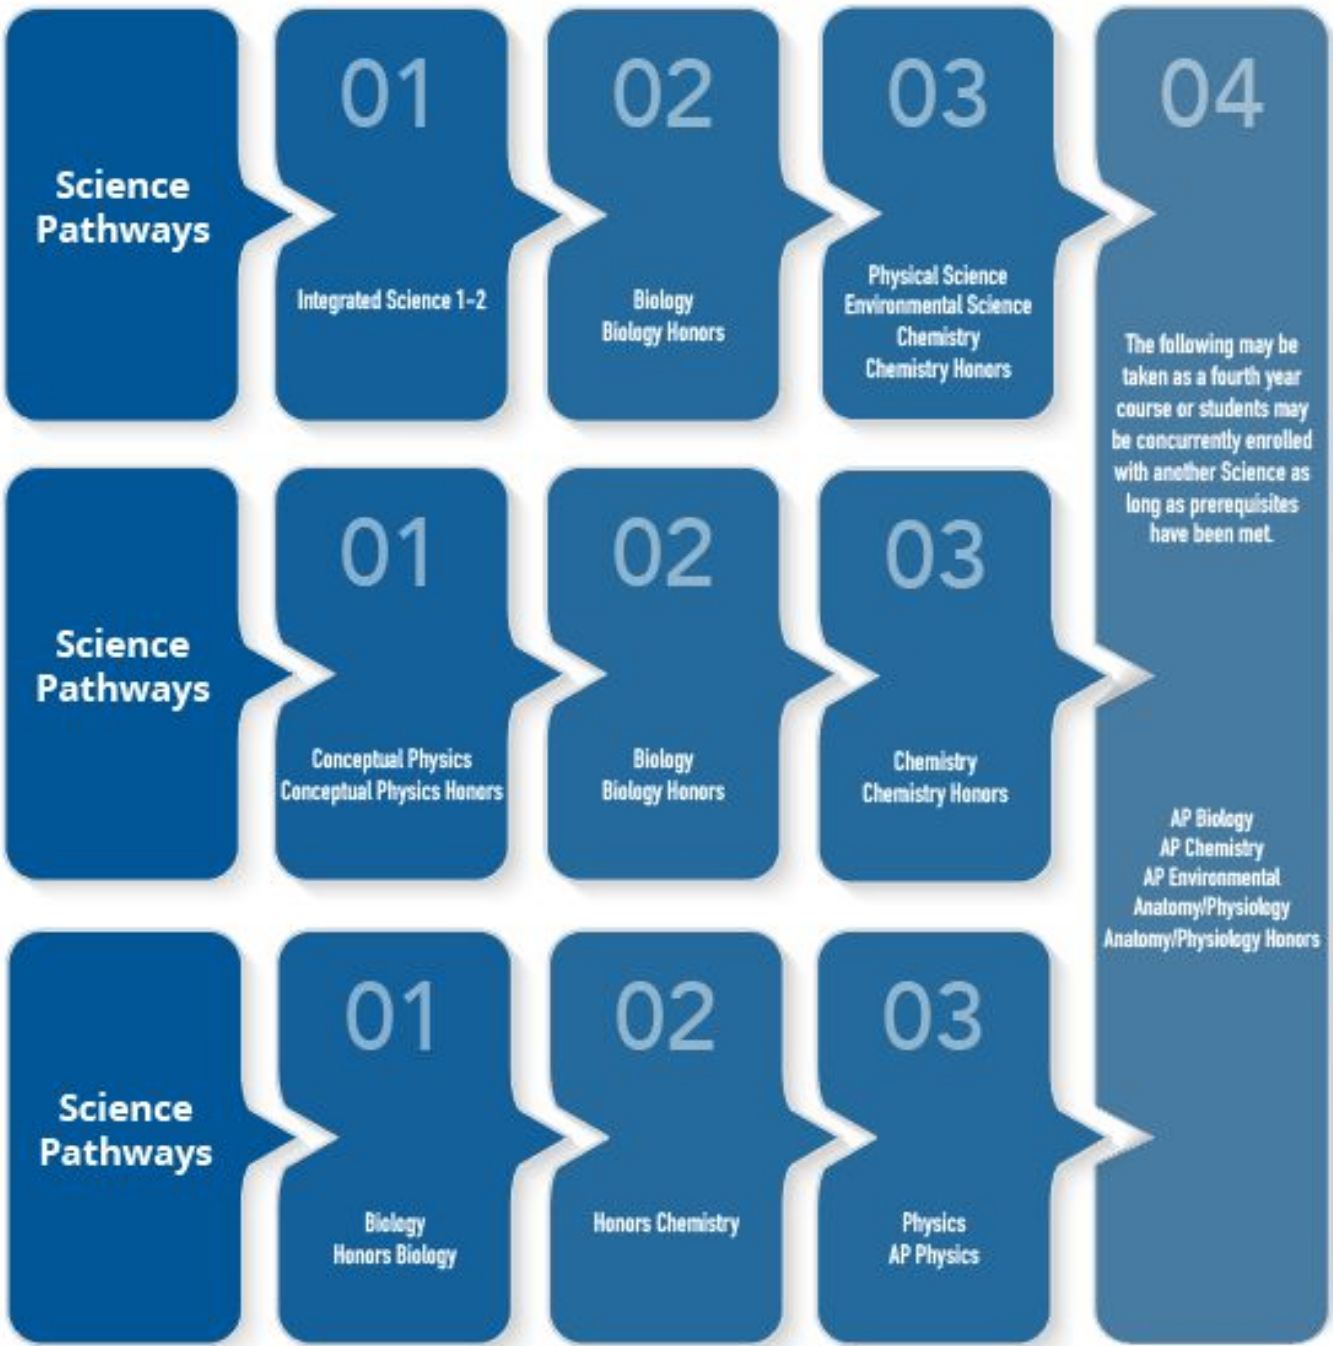 Science
Pathways
01
Integrated Science 1-2
02
Biology
Biology Honors
03
Physical Science
Environmental Science
Chemistry
Chemistry Honors
Science
Pathways
01
Conceptual Physics
Conceptual Physics Honors
02
Biology
Biology Honors
03
Chemistry
Chemistry Honors
Science
Pathways
01
Biology
Honors Biology
02
Honors Chemistry
03
Physics
AP Physics
04
The following may be
taken as a fourth year
course or students may
be concurrently enrolled
with another Science as
long as prerequisites
have been met.
AP Biology
AP Chemistry
AP Environmental
Anatomy/Physiology
Anatomy/Physiology Honors